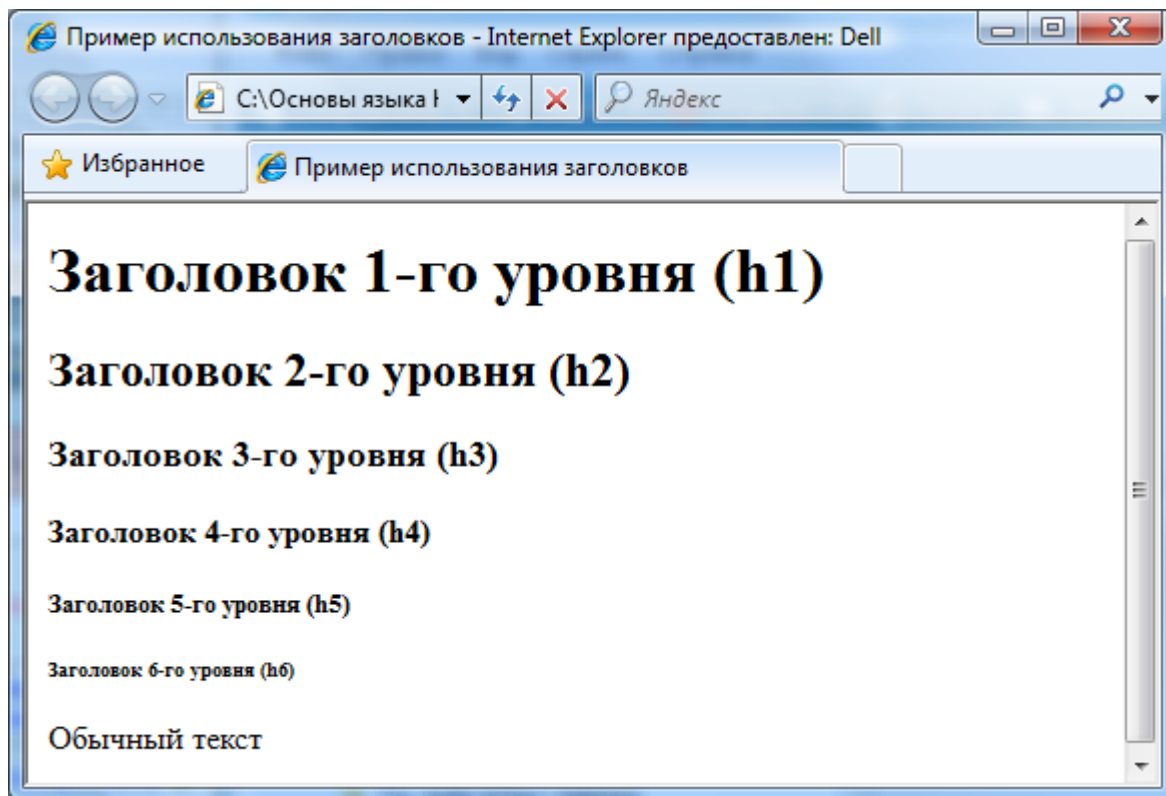 Пример использования заголовков - Internet Explorer предоставлен: Dell
C:\Основы языка
Яндекс
Избранное
Пример использования заголовков
Заголовок 1-го уровня (h1)
Заголовок 2-го уровня (h2)
Заголовок 3-го уровня (h3)
Заголовок 4-го уровня (h4)
Заголовок 5-го уровня (h5)
Заголовок 6-го уровня (h6)
Обычный текст